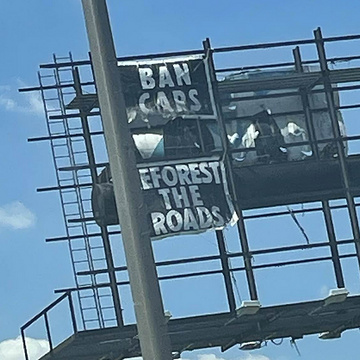 BAN
CARS
EFOREST
THE
ROADS